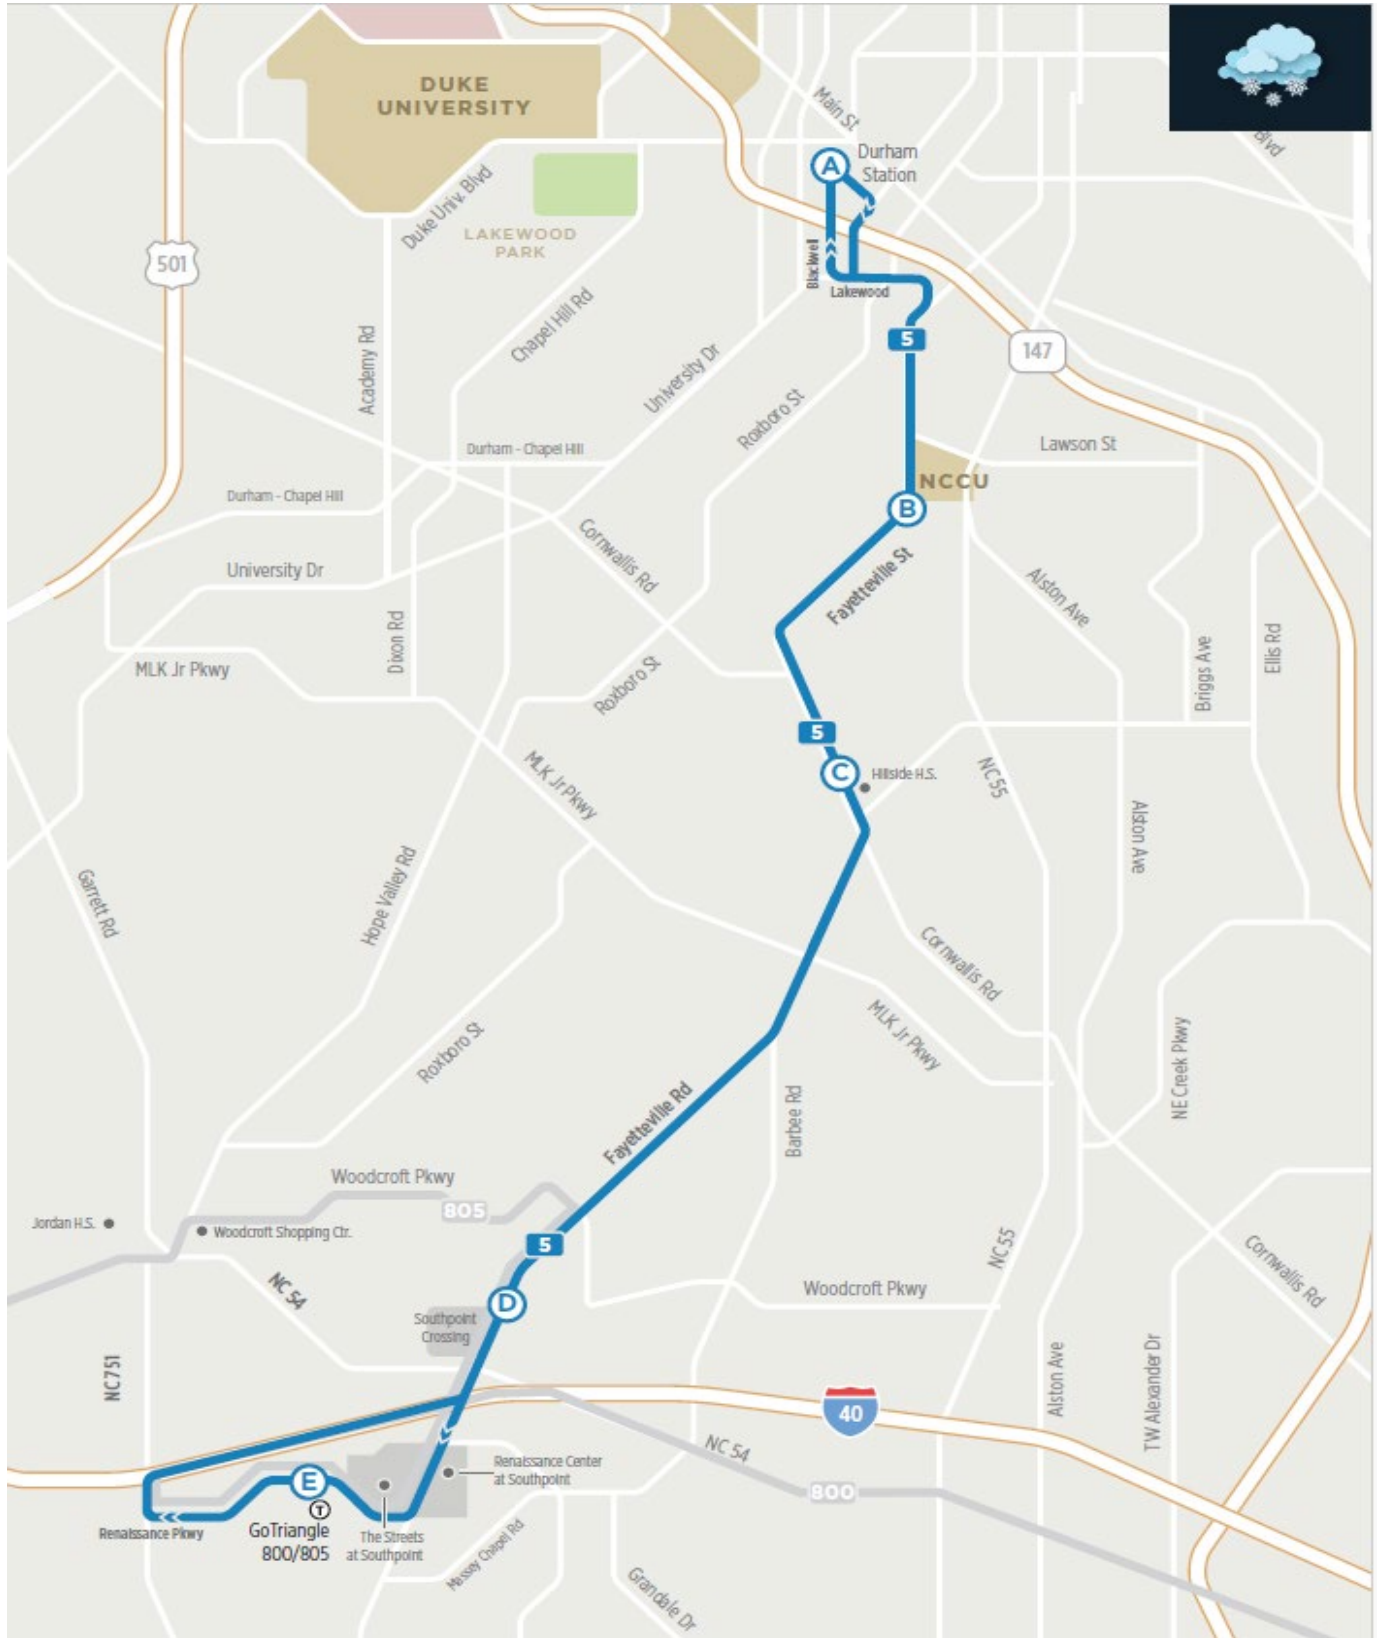 DUKE
UNIVERSITY
Main St
Blvd
A
Durham
Station
Duke Univ. Blvd
LAKEWOOD
PARK
501
Blackwell
Lakewood
Chapel Hill Rd
5
147
Academy Rd
University Dr
Roxboro St
Lawson St
Durham - Chapel Hill
NCCU
Durham - Chapel Hill
B
Cornwallis Rd
University Dr
Fayetteville St
Alston Ave
Dixon Rd
Ellis Rd
MLK Jr Pkwy
Briggs Ave
Roxboro St
5
C
Hillside H.S.
NC 55
MLK Jr Pkwy
Alston Ave
Garrett Rd
Hope Valley Rd
Cornwallis Rd
MLK Jr Pkwy
Roxboro St
NE Creek Pkwy
Barbee Rd
Fayetteville Rd
Woodcroft Pkwy
805
Jordan H.S.
Woodcroft Shopping Ctr.
5
NC 55
Cornwallis Rd
NC 54
Woodcroft Pkwy
D
Southpoint
Crossing
NC751
Alston Ave
TW Alexander Dr
40
NC 54
Renaissance Center
at Southpoint
E
800
T
Renaissance Pkwy
GoTriangle
800/805
The Streets
at Southpoint
Massey Chapel Rd
Grandale Dr